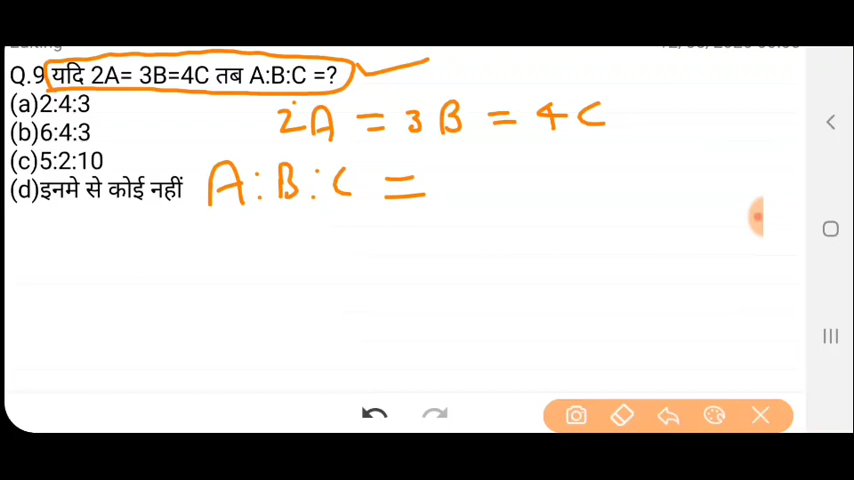 Q.9 यदि 2A= 3B=4C तब A:B:C =?
(a)2:4:3
(b)6:4:3
(c)5:2:10
(d)इनमे से कोई नहीं
2A = 3B = 4C
A:B:C =